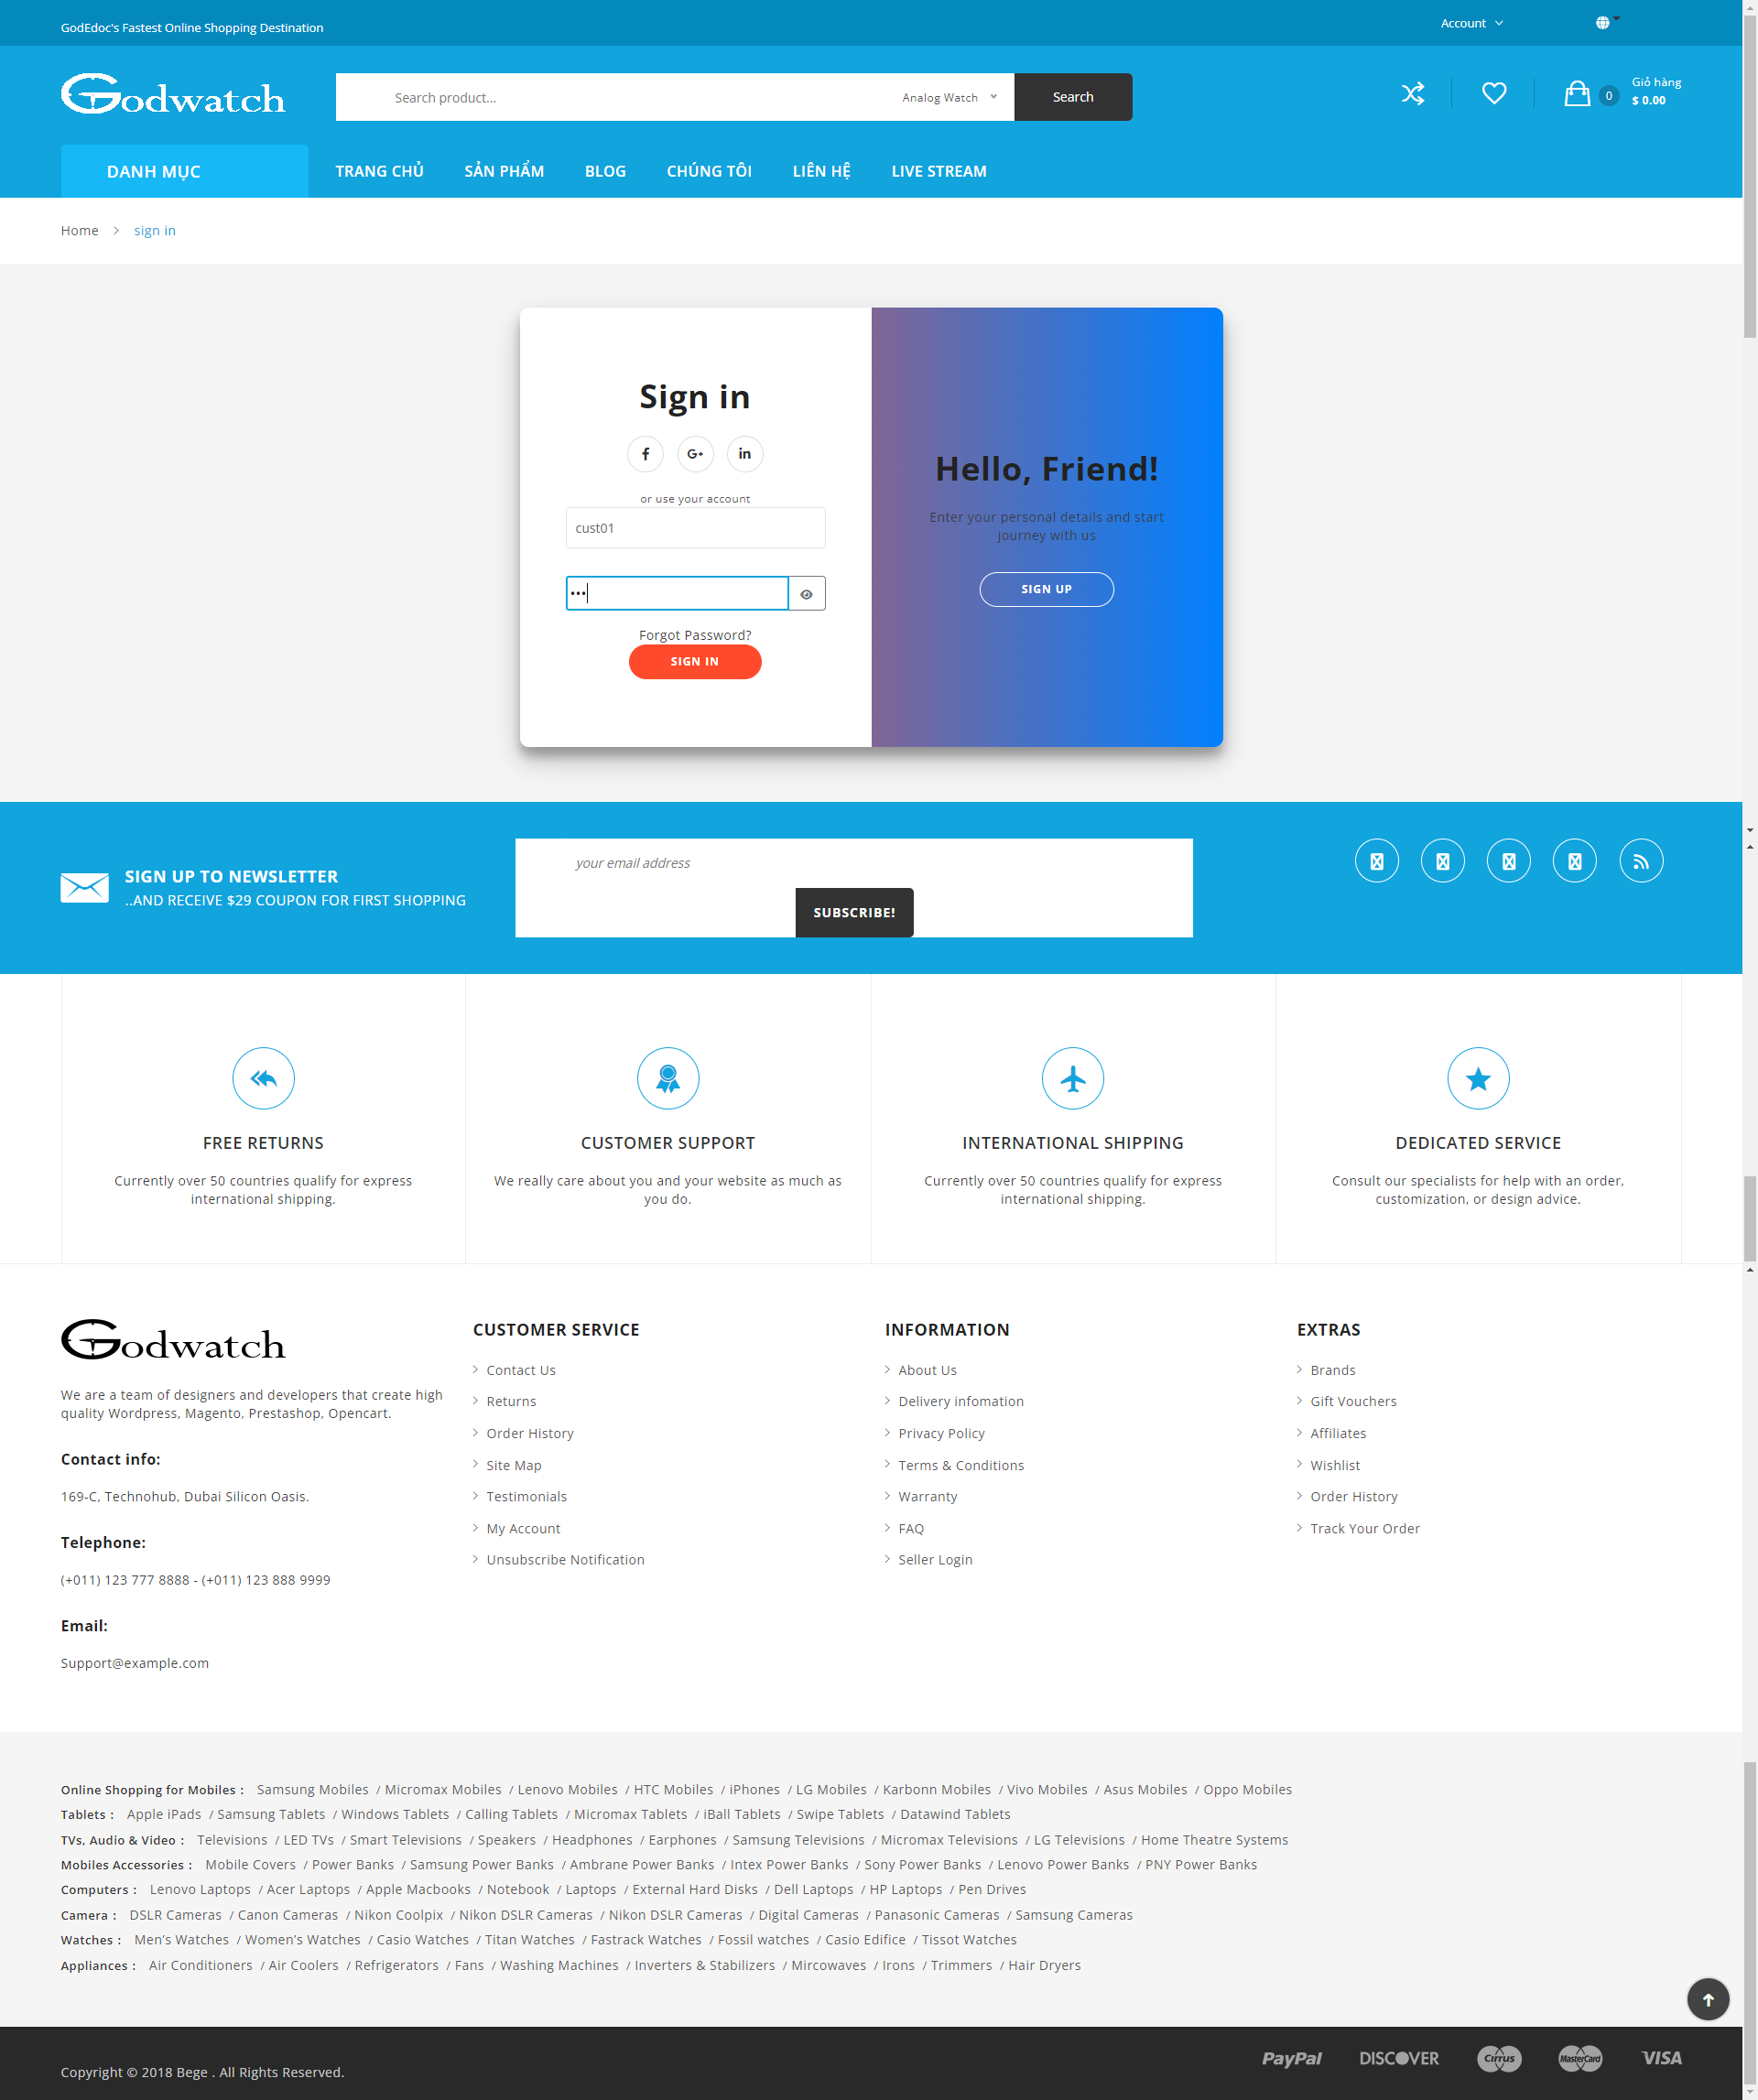 GodEdoc's Fastest Online Shopping Destination
Account
Godwatch
Search product...
Analog Watch
Search
0
Giỏ hàng
$ 0.00
DANH MỤC
TRANG CHỦ
SẢN PHẨM
BLOG
CHÚNG TÔI
LIÊN HỆ
LIVE STREAM
Home > sign in
Sign in
or use your account
cust01
•••
Forgot Password?
SIGN IN
Hello, Friend!
Enter your personal details and start
journey with us
SIGN UP
SIGN UP TO NEWSLETTER
..AND RECEIVE $29 COUPON FOR FIRST SHOPPING
your email address
SUBSCRIBE!
FREE RETURNS
Currently over 50 countries qualify for express
international shipping.
CUSTOMER SUPPORT
We really care about you and your website as much as
you do.
INTERNATIONAL SHIPPING
Currently over 50 countries qualify for express
international shipping.
DEDICATED SERVICE
Consult our specialists for help with an order,
customization, or design advice.
Godwatch
We are a team of designers and developers that create high
quality Wordpress, Magento, Prestashop, Opencart.
Contact info:
169-C, Technohub, Dubai Silicon Oasis.
Telephone:
(+011) 123 777 8888 - (+011) 123 888 9999
Email:
Support@example.com
CUSTOMER SERVICE
Contact Us
Returns
Order History
Site Map
Testimonials
My Account
Unsubscribe Notification
INFORMATION
About Us
Delivery infomation
Privacy Policy
Terms & Conditions
Warranty
FAQ
Seller Login
EXTRAS
Brands
Gift Vouchers
Affiliates
Wishlist
Order History
Track Your Order
Online Shopping for Mobiles : Samsung Mobiles / Micromax Mobiles / Lenovo Mobiles / HTC Mobiles / iPhones / LG Mobiles / Karbonn Mobiles / Vivo Mobiles / Asus Mobiles / Oppo Mobiles
Tablets : Apple iPads / Samsung Tablets / Windows Tablets / Calling Tablets / Micromax Tablets / iBall Tablets / Swipe Tablets / Datawind Tablets
TVs, Audio & Video : Televisions / LED TVs / Smart Televisions / Speakers / Headphones / Earphones / Samsung Televisions / Micromax Televisions / LG Televisions / Home Theatre Systems
Mobiles Accessories : Mobile Covers / Power Banks / Samsung Power Banks / Ambrane Power Banks / Intex Power Banks / Sony Power Banks / Lenovo Power Banks / PNY Power Banks
Computers : Lenovo Laptops / Acer Laptops / Apple Macbooks / Notebook / Laptops / External Hard Disks / Dell Laptops / HP Laptops / Pen Drives
Camera : DSLR Cameras / Canon Cameras / Nikon Coolpix / Nikon DSLR Cameras / Nikon DSLR Cameras / Digital Cameras / Panasonic Cameras / Samsung Cameras
Watches : Men’s Watches / Women’s Watches / Casio Watches / Titan Watches / Fastrack Watches / Fossil watches / Casio Edifice / Tissot Watches
Appliances : Air Conditioners / Air Coolers / Refrigerators / Fans / Washing Machines / Inverters & Stabilizers / Mircowaves / Irons / Trimmers / Hair Dryers
Copyright © 2018 Bege . All Rights Reserved.
PayPal
DISCOVER
Cirrus
MasterCard
VISA